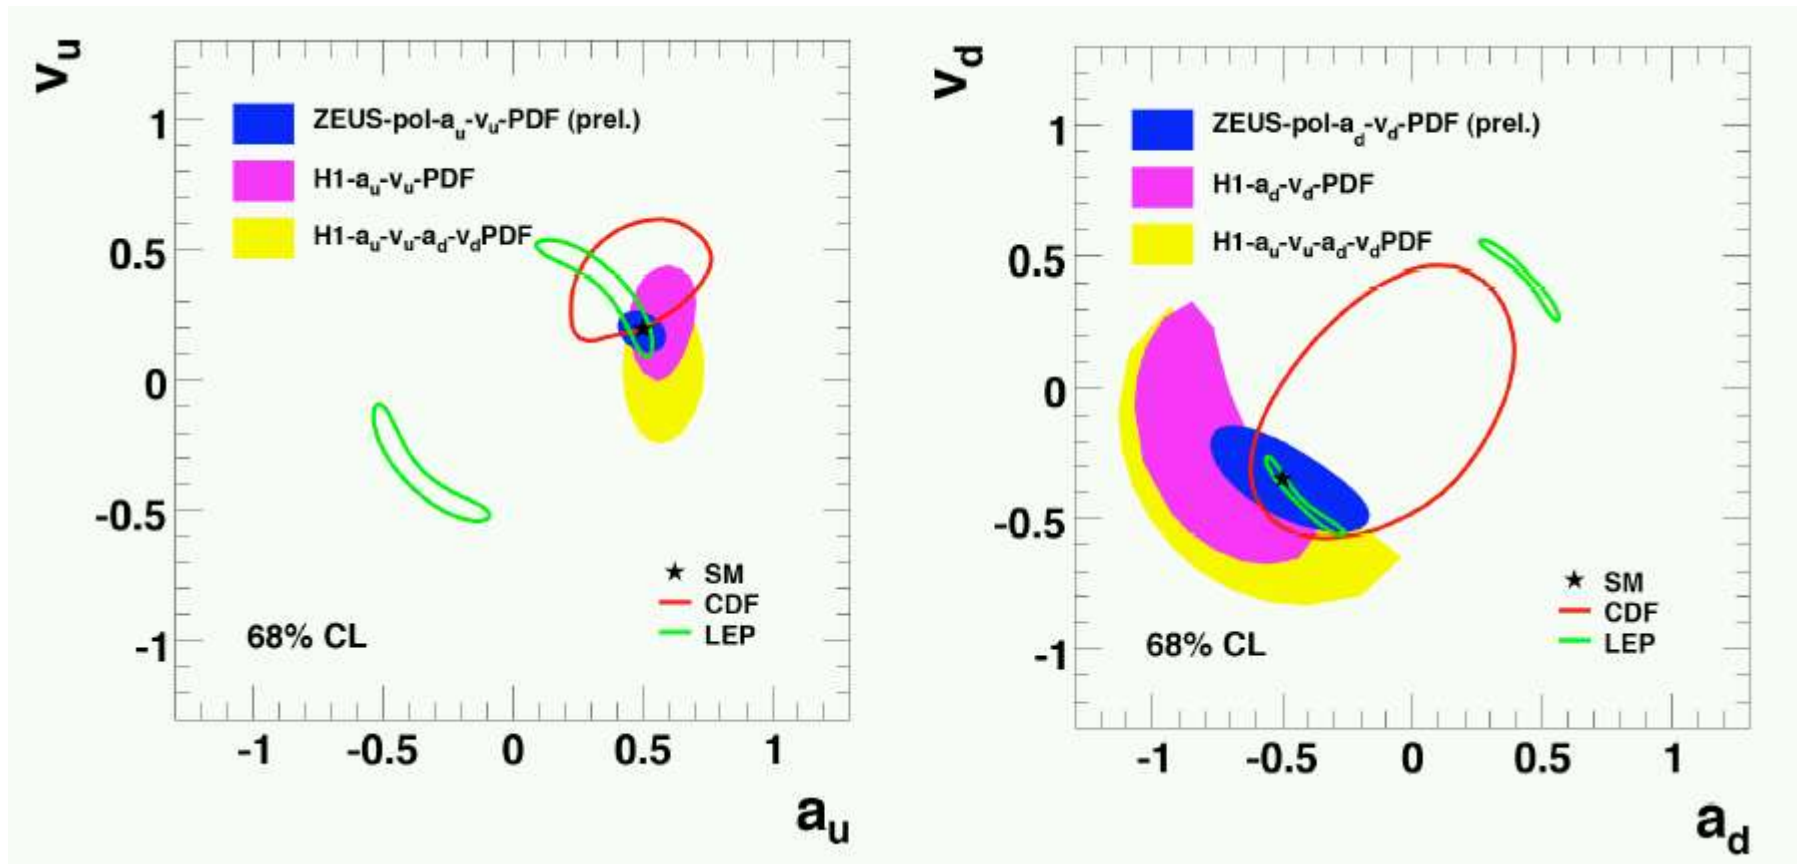 v_u
1
0.5
0
-0.5
-1
ZEUS-pol-a_u-v_u-PDF (prel.)
H1-a_u-v_u-PDF
H1-a_u-v_u-a_d-v_dPDF
SM
CDF
LEP
68% CL
-1 -0.5 0 0.5 1
a_u
v_d
1
0.5
0
-0.5
-1
ZEUS-pol-a_d-v_d-PDF (prel.)
H1-a_d-v_d-PDF
H1-a_u-v_u-a_d-v_dPDF
SM
CDF
LEP
68% CL
-1 -0.5 0 0.5 1
a_d